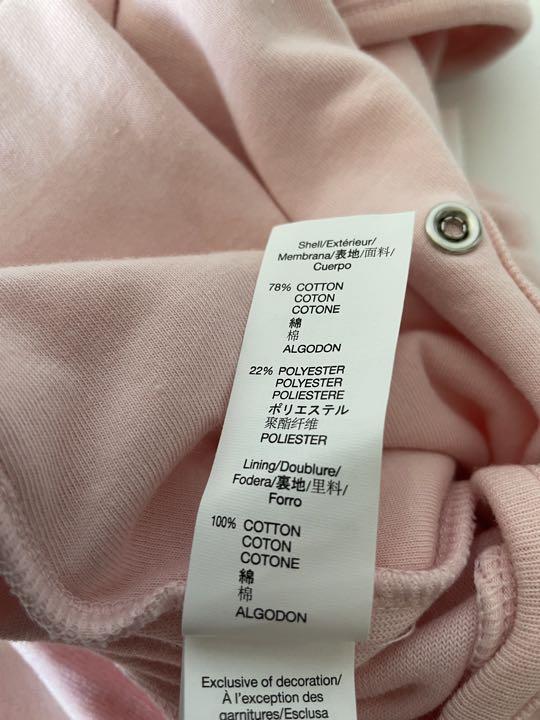 Shell/Extérieur/
Membrana/表地/面料/
Cuerpo
78% COTTON
COTON
COTONE
綿
棉
ALGODON
22% POLYESTER
POLYESTER
POLIESTERE
ポリエステル
聚酯纤维
POLIESTER
Lining/Doublure/
Fodera/裏地/里料/
Forro
100% COTTON
COTON
COTONE
綿
棉
ALGODON
Exclusive of decoration/
À l'exception des
garnitures/Esclusa